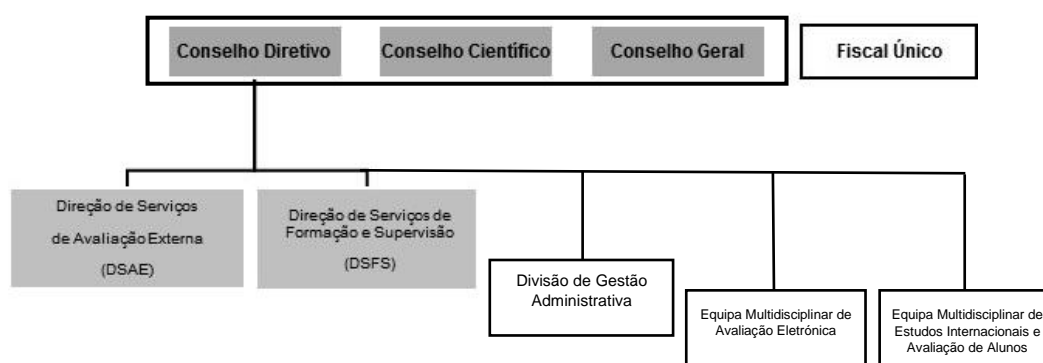 Conselho Diretivo
Conselho Científico
Conselho Geral
Fiscal Único
Direção de Serviços
de Avaliação Externa
(DSAE)
Direção de Serviços de
Formação e Supervisão
(DSFS)
Divisão de Gestão
Administrativa
Equipa Multidisciplinar de
Avaliação Eletrónica
Equipa Multidisciplinar de
Estudos Internacionais e
Avaliação de Alunos